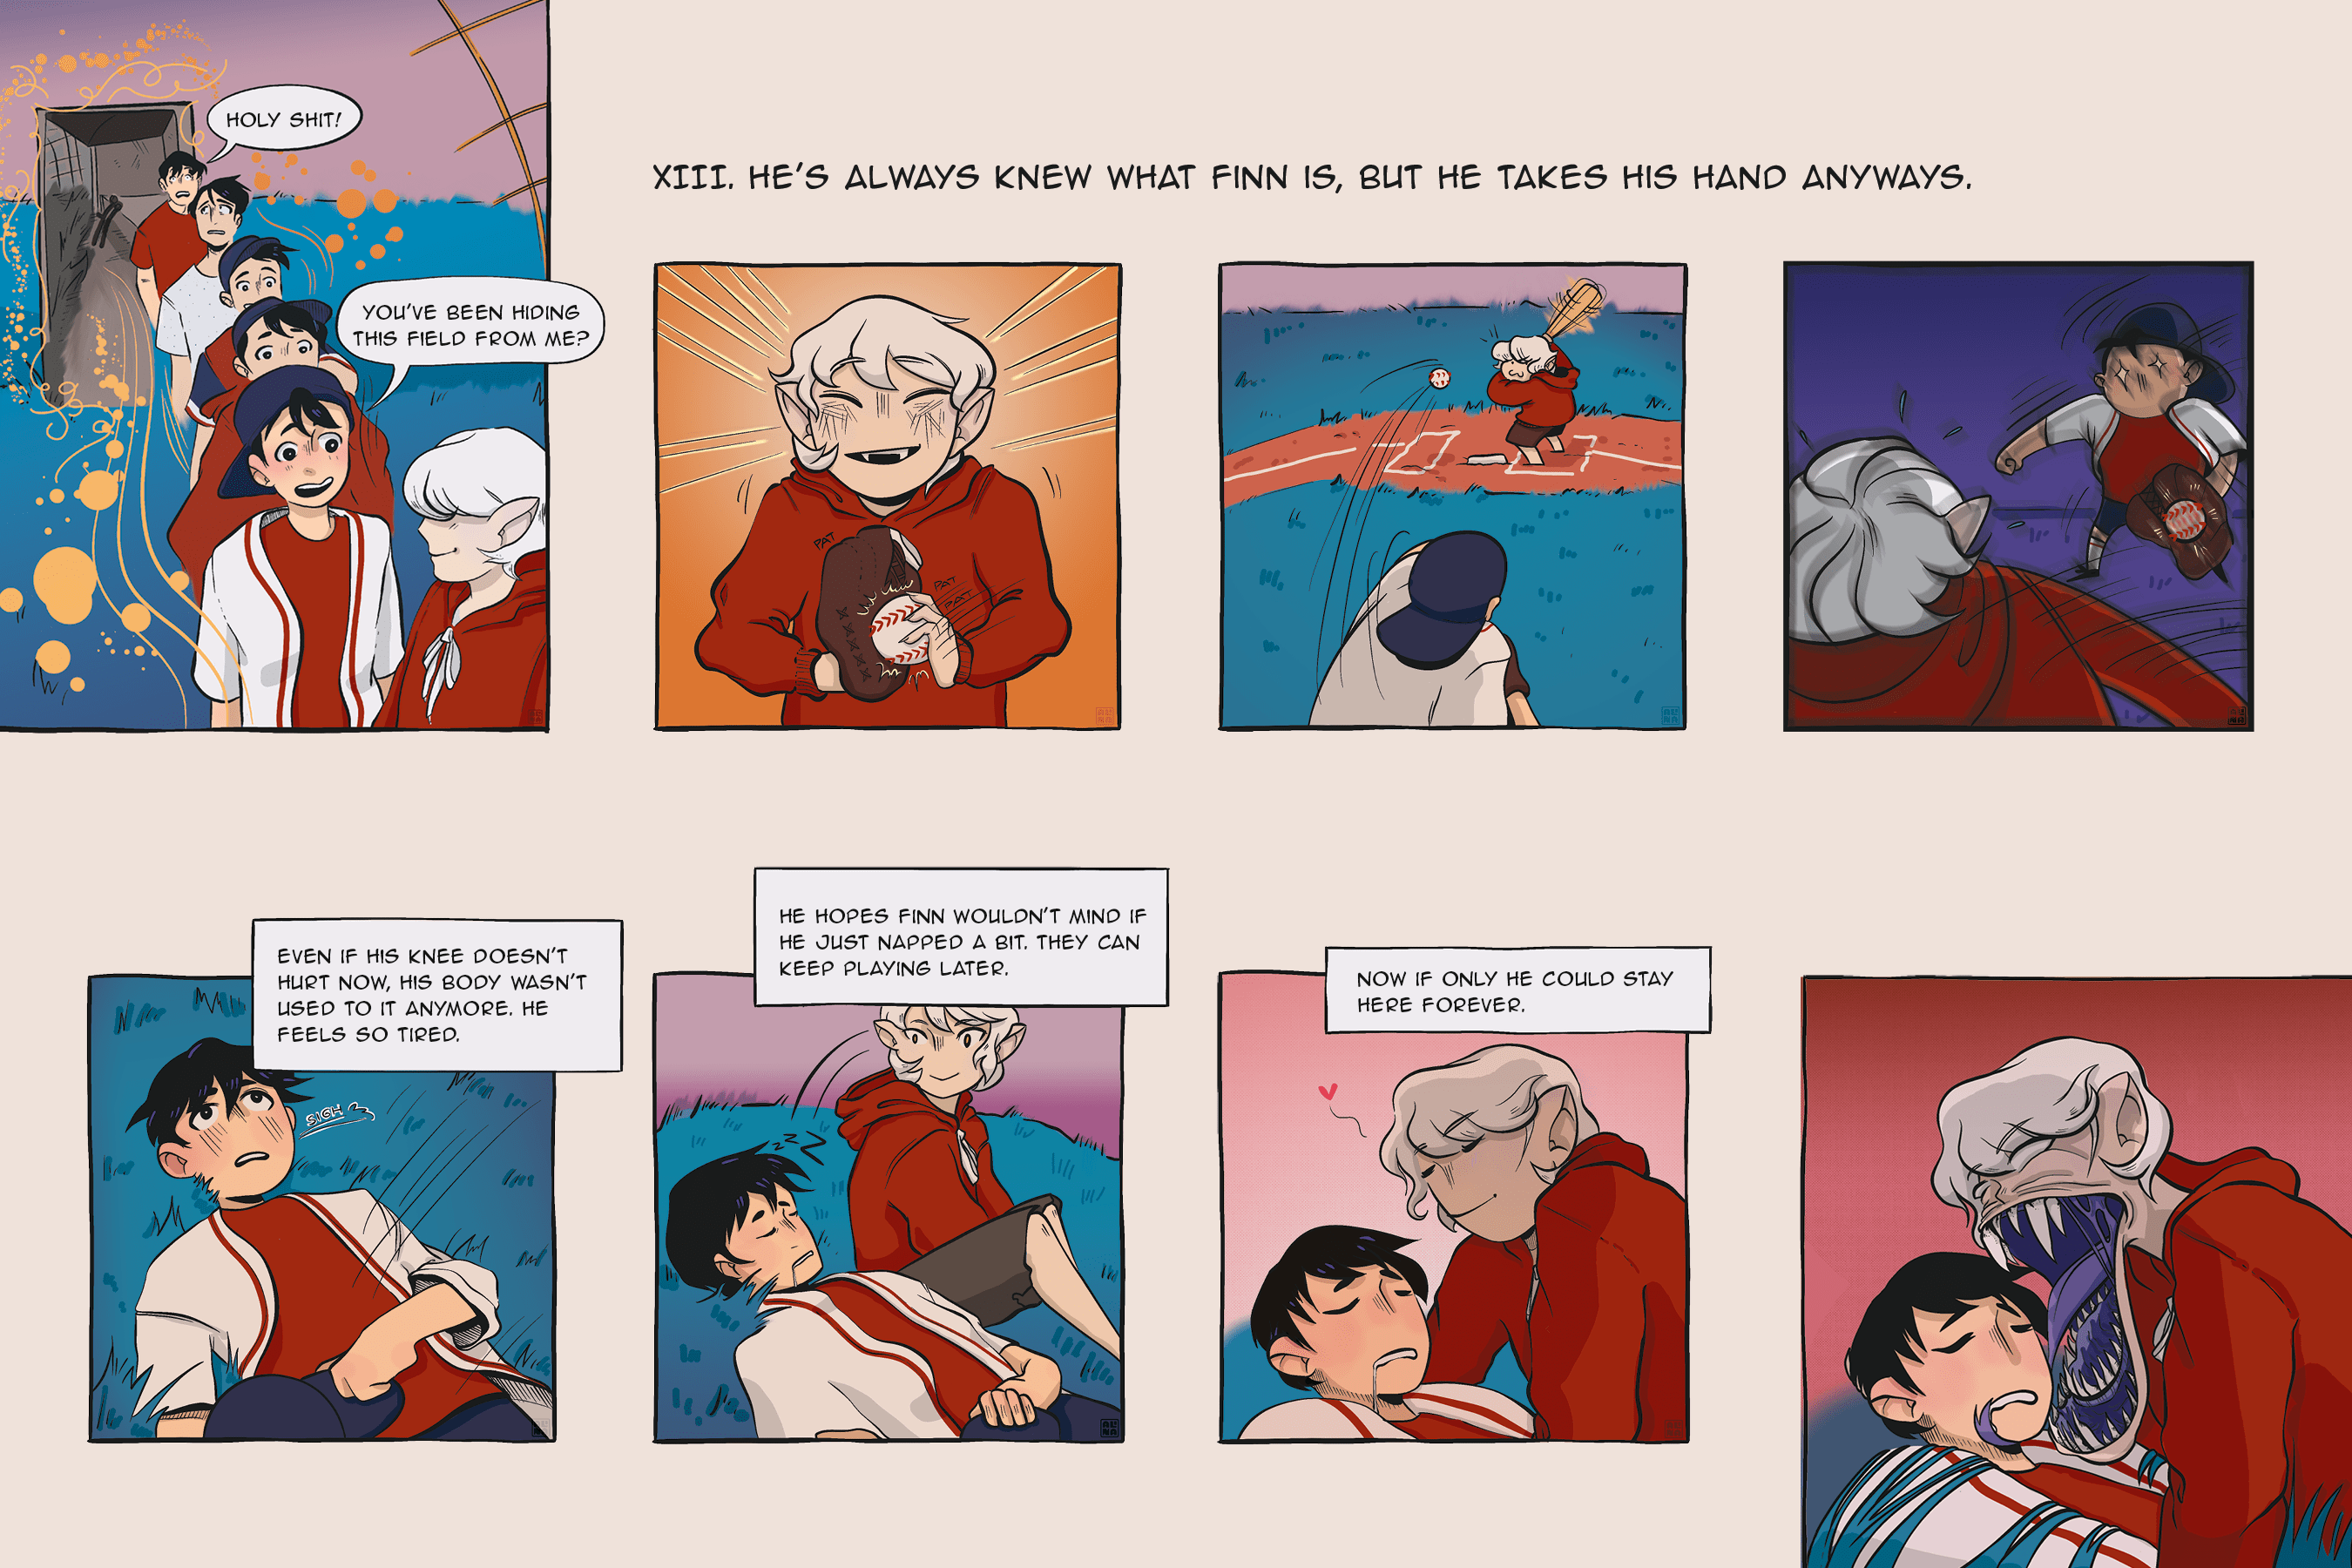 HOLY SHIT!
YOU'VE BEEN HIDING
THIS FIELD FROM ME?
XIII. HE'S ALWAYS KNEW WHAT FINN IS, BUT HE TAKES HIS HAND ANYWAYS.
PAT
PAT
PAT
EVEN IF HIS KNEE DOESN'T
HURT NOW, HIS BODY WASN'T
USED TO IT ANYMORE. HE
FEELS SO TIRED.
SIGH
HE HOPES FINN WOULDN'T MIND IF
HE JUST NAPPED A BIT. THEY CAN
KEEP PLAYING LATER.
zzZZ
NOW IF ONLY HE COULD STAY
HERE FOREVER.